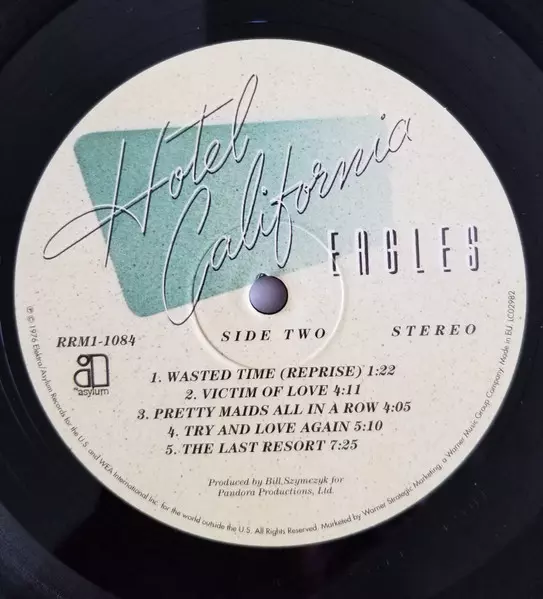 Hotel
California
EAGLES
RRM1-1084
SIDE TWO
STEREO
asylum
1. WASTED TIME (REPRISE) 1:22
2. VICTIM OF LOVE 4:11
3. PRETTY MAIDS ALL IN A ROW 4:05
4. TRY AND LOVE AGAIN 5:10
5. THE LAST RESORT 7:25
Produced by Bill Szymczyk for
Pandora Productions, Ltd.
℗ © 1976 Elektra/Asylum Records for the U.S. and WEA International Inc. for the world outside the U.S. All Rights Reserved. Marketed by Warner Strategic Marketing, a Warner Music Group Company. Made in EU. LC02982